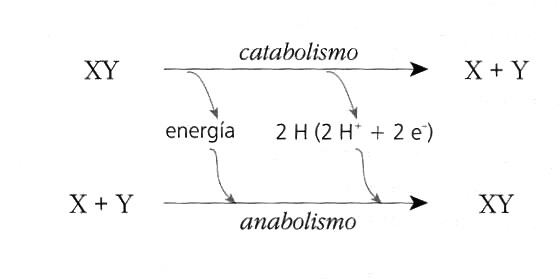 catabolismo
XY X + Y
energía 2 H (2 H⁺ + 2 e⁻)
X + Y XY
anabolismo